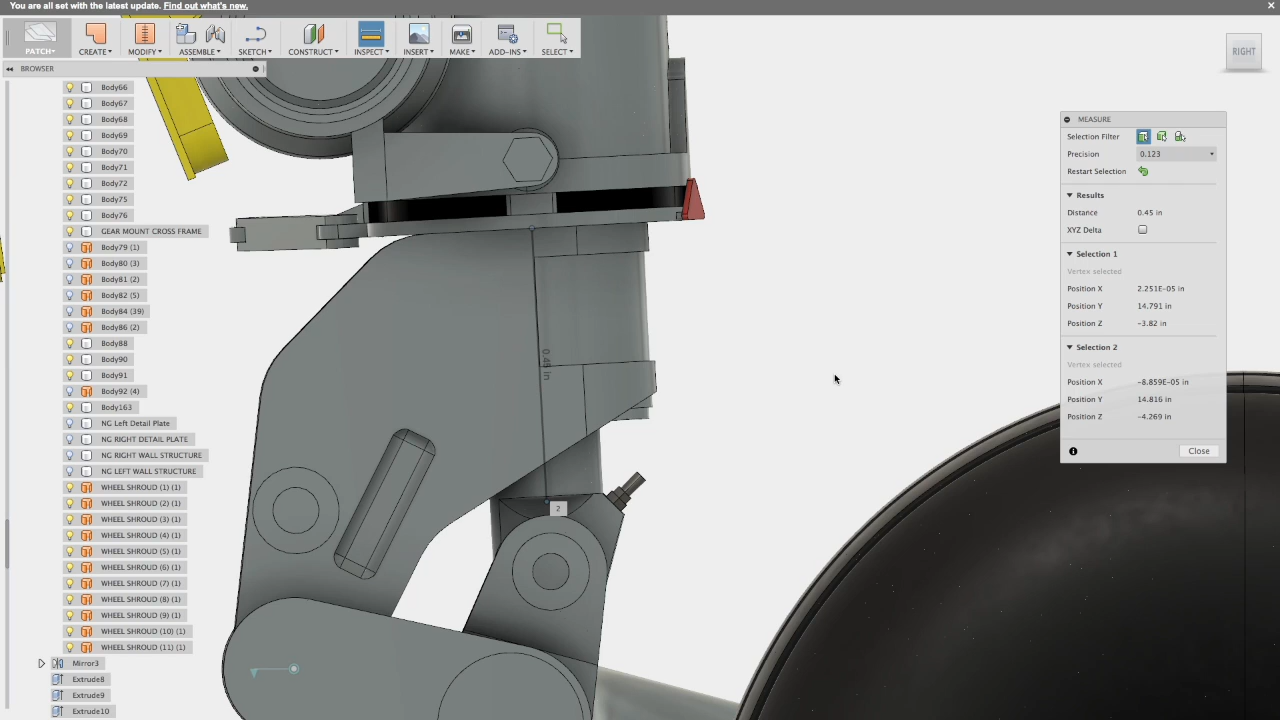 You are all set with the latest update. Find out what's new.
PATCH
CREATE
MODIFY
ASSEMBLE
SKETCH
CONSTRUCT
INSPECT
INSERT
MAKE
ADD-INS
SELECT
RIGHT
BROWSER
Body66
Body67
Body68
Body69
Body70
Body71
Body72
Body75
Body76
GEAR MOUNT CROSS FRAME
Body79 (1)
Body80 (3)
Body81 (2)
Body82 (5)
Body84 (39)
Body86 (2)
Body88
Body90
Body91
Body92 (4)
Body163
NG Left Detail Plate
NG RIGHT DETAIL PLATE
NG RIGHT WALL STRUCTURE
NG LEFT WALL STRUCTURE
WHEEL SHROUD (1) (1)
WHEEL SHROUD (2) (1)
WHEEL SHROUD (3) (1)
WHEEL SHROUD (4) (1)
WHEEL SHROUD (5) (1)
WHEEL SHROUD (6) (1)
WHEEL SHROUD (7) (1)
WHEEL SHROUD (8) (1)
WHEEL SHROUD (9) (1)
WHEEL SHROUD (10) (1)
WHEEL SHROUD (11) (1)
Mirror3
Extrude8
Extrude9
Extrude10
0.45 in
2
MEASURE
Selection Filter
Precision 0.123
Restart Selection
Results
Distance 0.45 in
XYZ Delta
Selection 1
Vertex selected
Position X 2.251E-05 in
Position Y 14.791 in
Position Z -3.82 in
Selection 2
Vertex selected
Position X -8.859E-05 in
Position Y 14.816 in
Position Z -4.269 in
Close